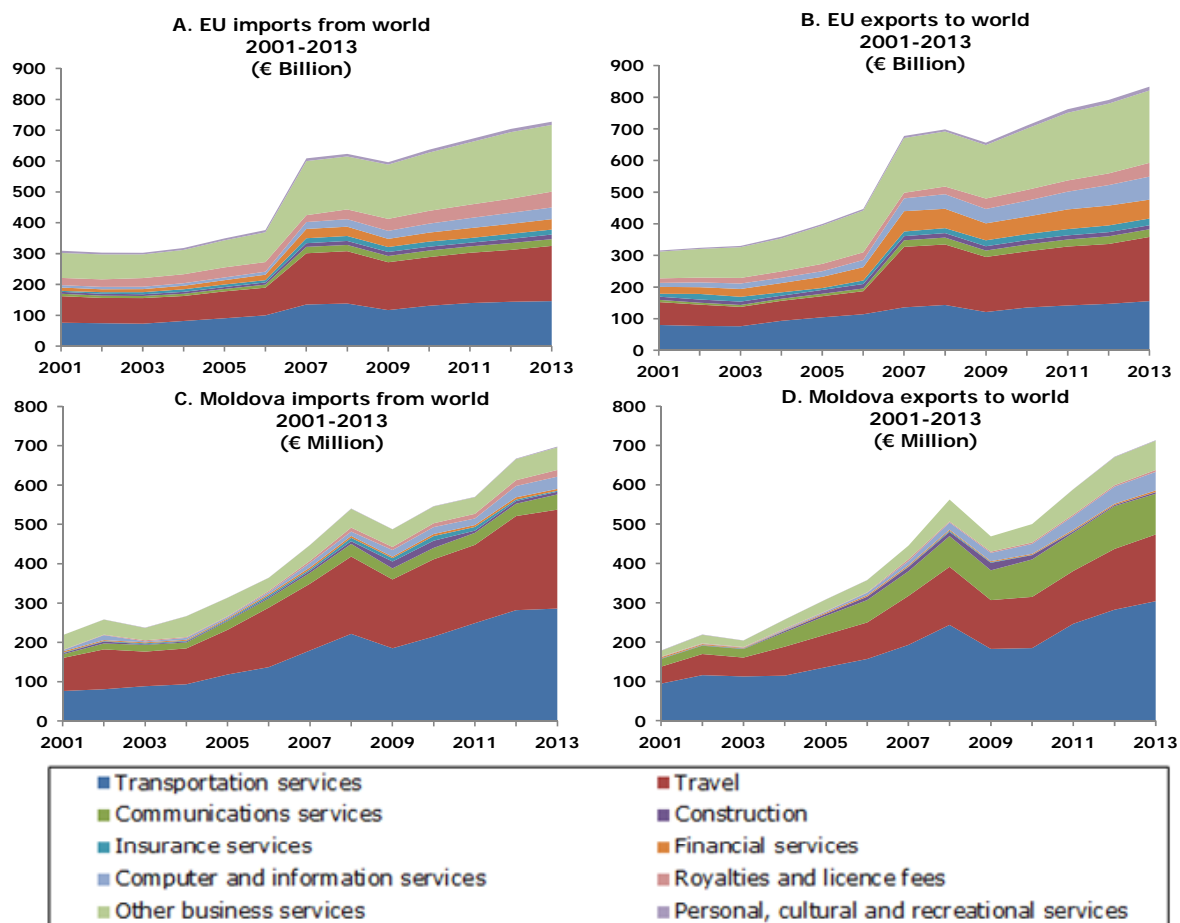 A. EU imports from world
2001-2013
(€ Billion)
900
800
700
600
500
400
300
200
100
0
2001 2003 2005 2007 2009 2011 2013
B. EU exports to world
2001-2013
(€ Billion)
900
800
700
600
500
400
300
200
100
0
2001 2003 2005 2007 2009 2011 2013
C. Moldova imports from world
2001-2013
(€ Million)
800
700
600
500
400
300
200
100
0
2001 2003 2005 2007 2009 2011 2013
D. Moldova exports to world
2001-2013
(€ Million)
800
700
600
500
400
300
200
100
0
2001 2003 2005 2007 2009 2011 2013
Transportation services
Travel
Communications services
Construction
Insurance services
Financial services
Computer and information services
Royalties and licence fees
Other business services
Personal, cultural and recreational services